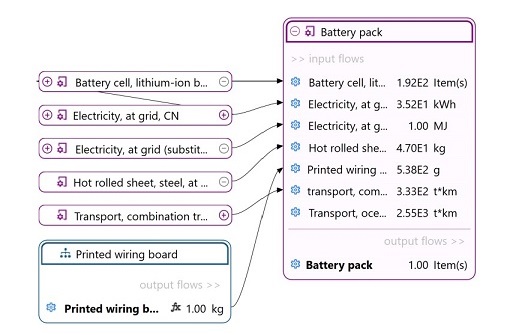 Battery pack
>> input flows
Battery cell, lithium-ion b...
Battery cell, lit... 1.92E2 Item(s)
Electricity, at grid, CN
Electricity, at g... 3.52E1 kWh
Electricity, at g... 1.00 MJ
Electricity, at grid (substit...
Hot rolled she... 4.70E1 kg
Printed wiring ... 5.38E2 g
Hot rolled sheet, steel, at ...
transport, com... 3.33E2 t*km
Transport, combination tr...
Transport, oce... 2.55E3 t*km
output flows >>
Printed wiring board
Battery pack 1.00 Item(s)
output flows >>
Printed wiring b... fx 1.00 kg